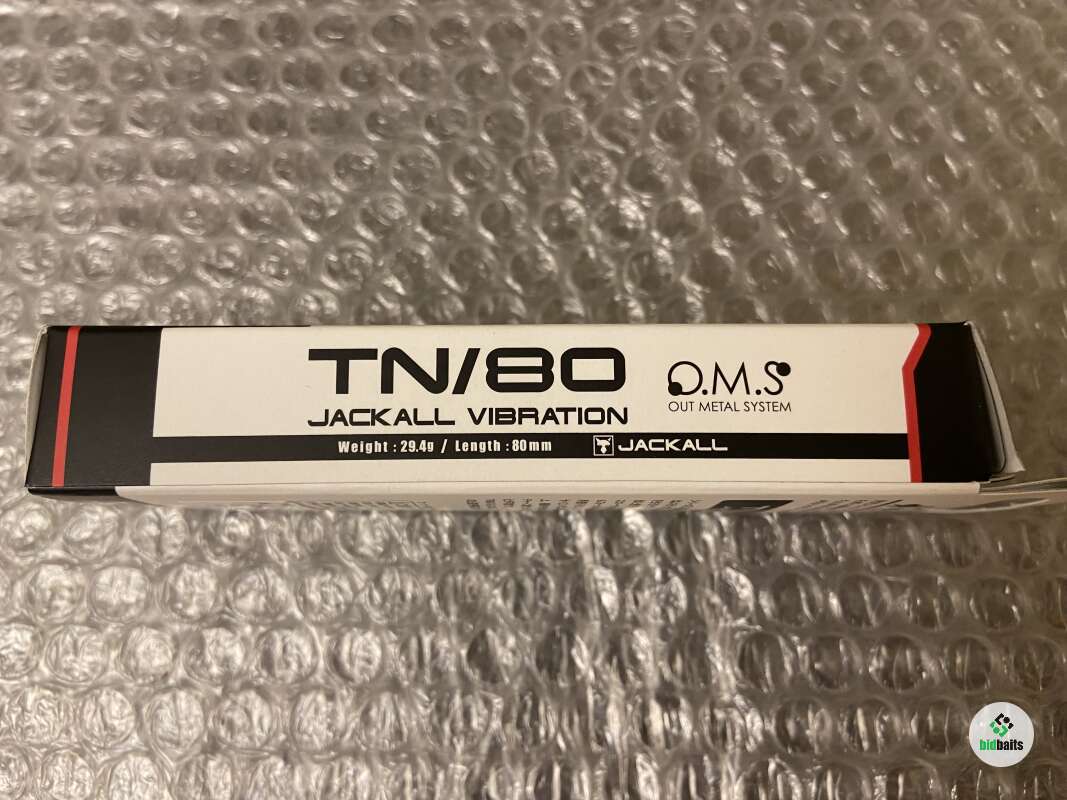 TN/80
JACKALL VIBRATION
O.M.S
OUT METAL SYSTEM
Weight : 29.4g / Length : 80mm
JACKALL
bidbaits